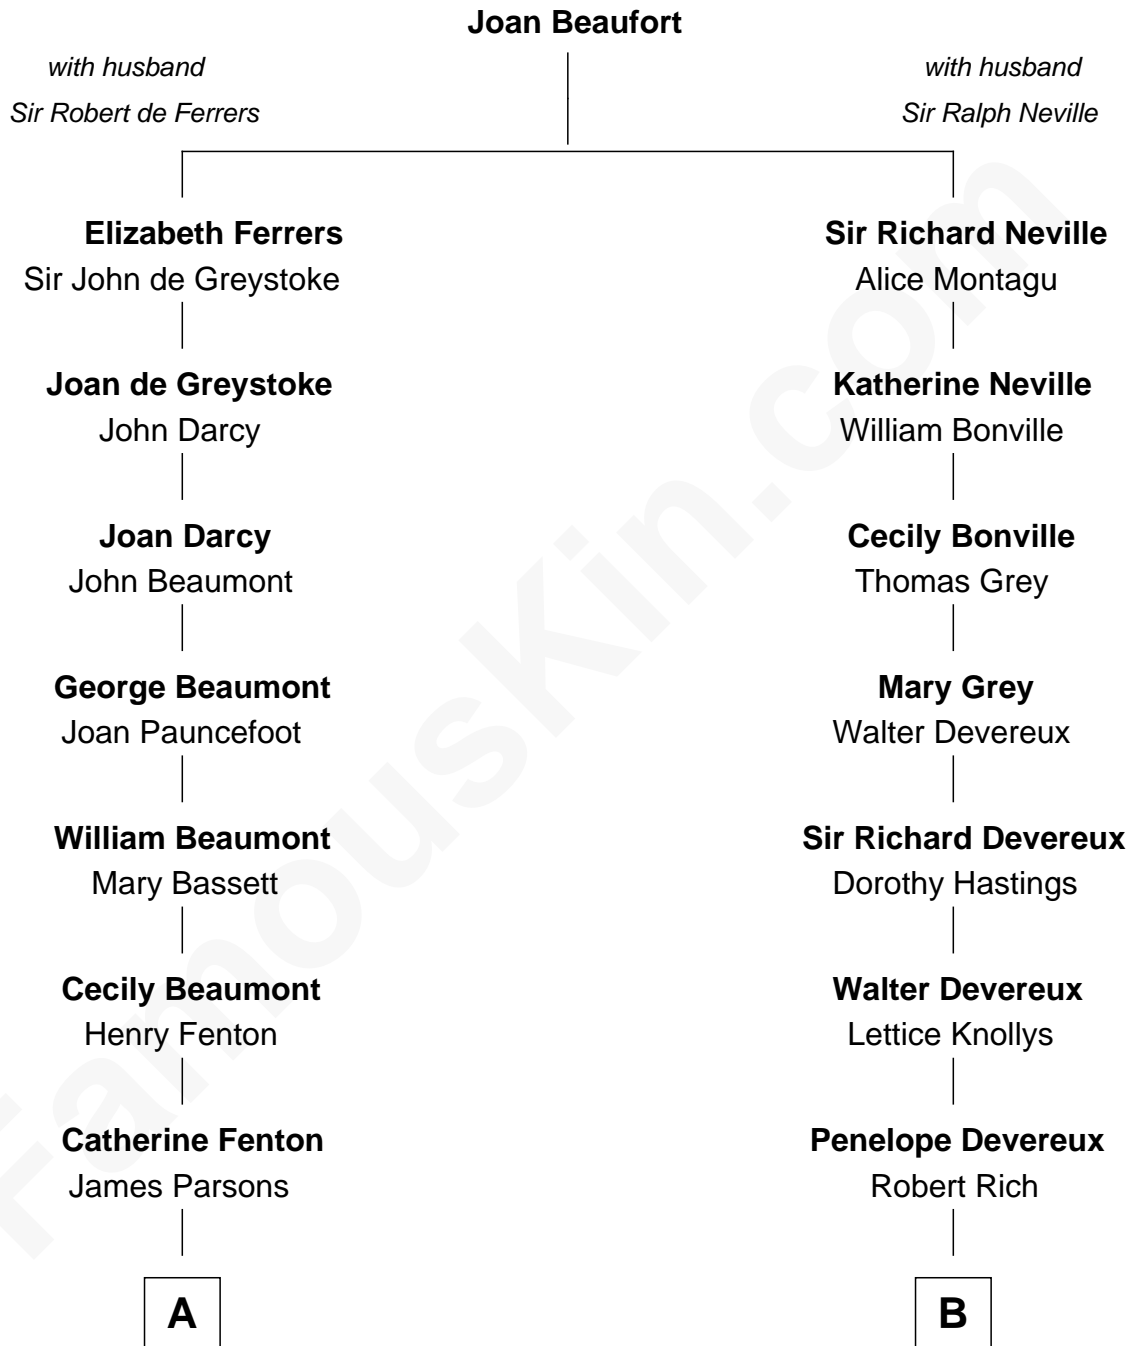 Joan Beaufort
with husband
Sir Robert de Ferrers
with husband
Sir Ralph Neville
Elizabeth Ferrers
Sir John de Greystoke
Joan de Greystoke
John Darcy
Joan Darcy
John Beaumont
George Beaumont
Joan Pauncefoot
William Beaumont
Mary Bassett
Cecily Beaumont
Henry Fenton
Catherine Fenton
James Parsons
A
Sir Richard Neville
Alice Montagu
Katherine Neville
William Bonville
Cecily Bonville
Thomas Grey
Mary Grey
Walter Devereux
Sir Richard Devereux
Dorothy Hastings
Walter Devereux
Lettice Knollys
Penelope Devereux
Robert Rich
B
FamousKin.com